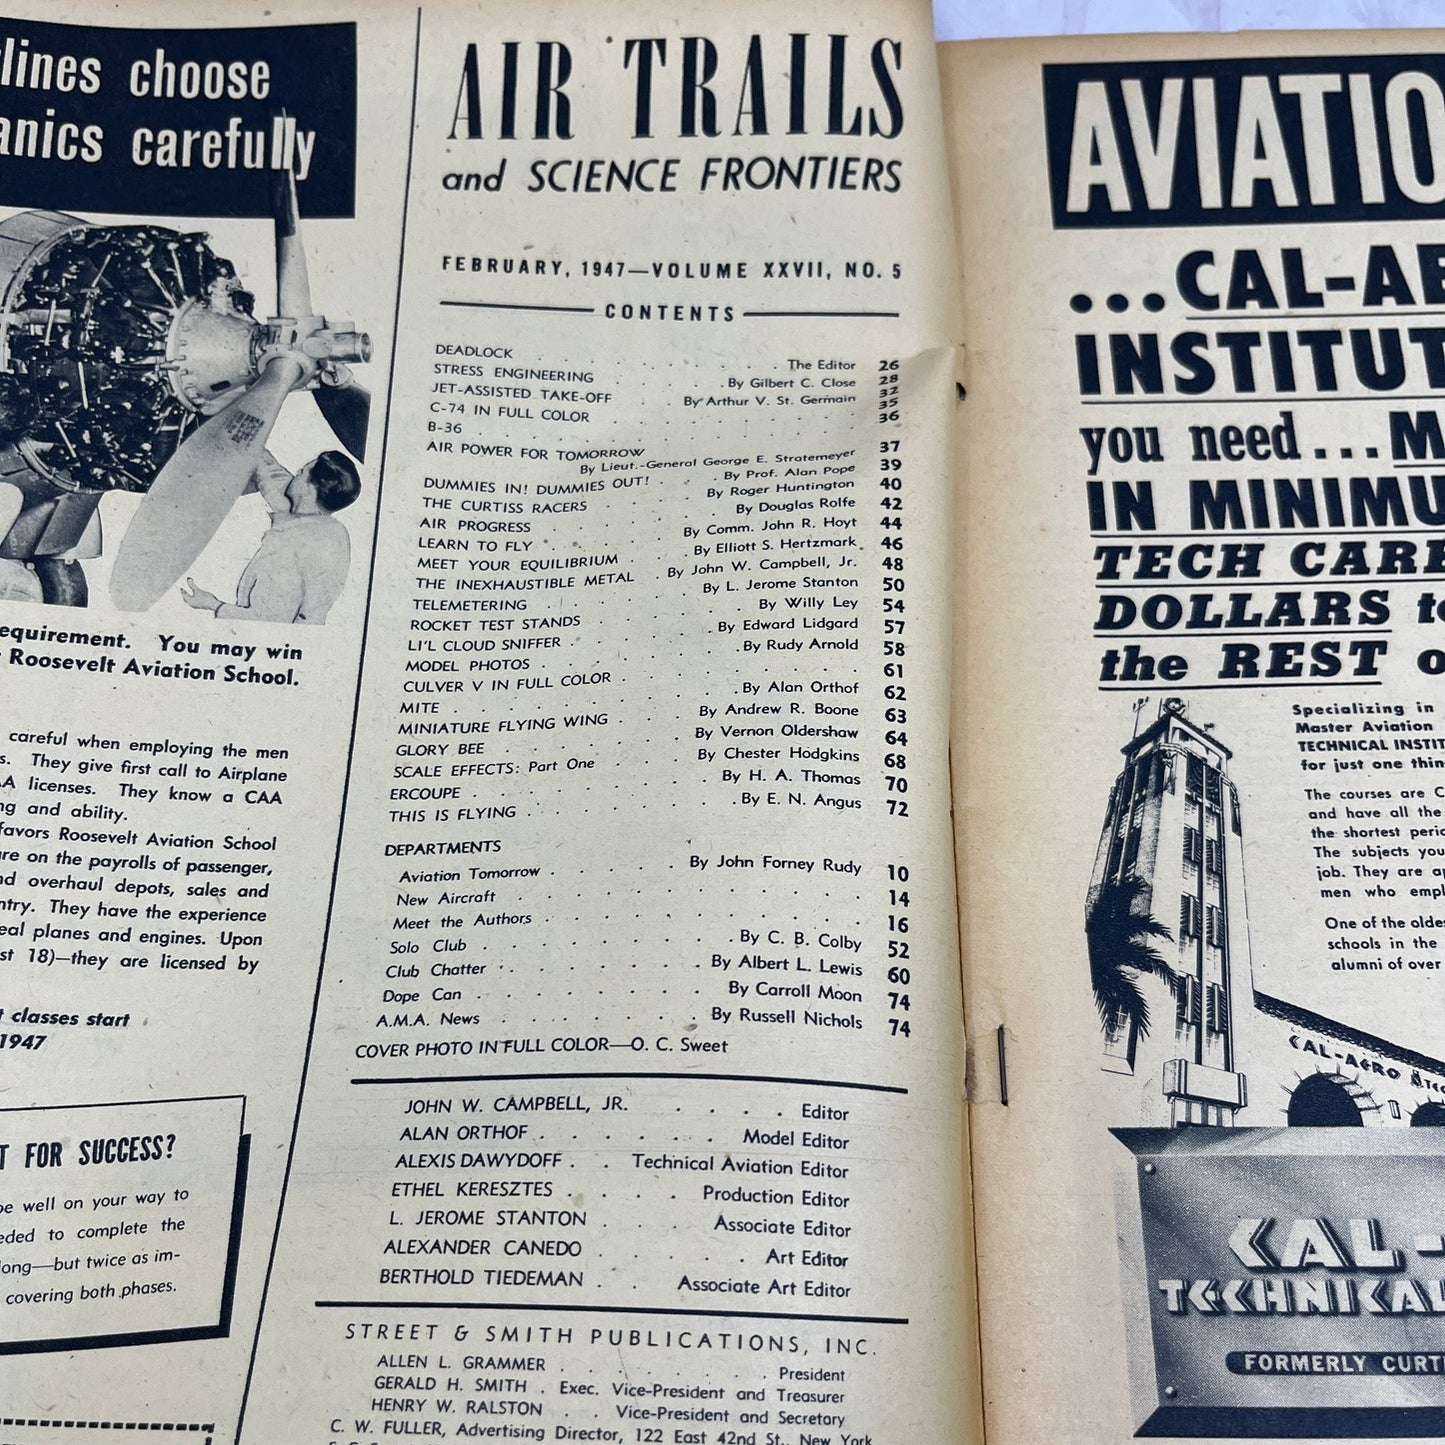 lines choose
anics carefully
equirement. You may win
Roosevelt Aviation School.
careful when employing the men
s. They give first call to Airplane
A licenses. They know a CAA
ng and ability.
favors Roosevelt Aviation School
re on the payrolls of passenger,
nd overhaul depots, sales and
ntry. They have the experience
eal planes and engines. Upon
st 18)—they are licensed by
t classes start
1947
T FOR SUCCESS?
be well on your way to
eded to complete the
long—but twice as im-
covering both phases.
AIR TRAILS
and SCIENCE FRONTIERS
FEBRUARY, 1947—VOLUME XXVII, NO. 5
CONTENTS
DEADLOCK . . . . . . . The Editor 26
STRESS ENGINEERING . . . . By Gilbert C. Close 28
JET-ASSISTED TAKE-OFF . . By Arthur V. St. Germain 32
C-74 IN FULL COLOR . . . . . . . 35
B-36 . . . . . . . . . . 36
AIR POWER FOR TOMORROW
By Lieut.-General George E. Stratemeyer 37
DUMMIES IN! DUMMIES OUT! . . . By Prof. Alan Pope 39
THE CURTISS RACERS . . . . By Roger Huntington 40
AIR PROGRESS . . . . . By Douglas Rolfe 42
LEARN TO FLY . . . . By Comm. John R. Hoyt 44
MEET YOUR EQUILIBRIUM . . . By Elliott S. Hertzmark 46
THE INEXHAUSTIBLE METAL . By John W. Campbell, Jr. 48
TELEMETERING . . . . . By L. Jerome Stanton 50
ROCKET TEST STANDS . . . . . By Willy Ley 54
LI'L CLOUD SNIFFER . . . . . By Edward Lidgard 57
MODEL PHOTOS . . . . . . By Rudy Arnold 58
CULVER V IN FULL COLOR . . . . . . . 61
MITE . . . . . . . . By Alan Orthof 62
MINIATURE FLYING WING . . . By Andrew R. Boone 63
GLORY BEE . . . . . . By Vernon Oldershaw 64
SCALE EFFECTS: Part One . . . By Chester Hodgkins 68
ERCOUPE . . . . . . . By H. A. Thomas 70
THIS IS FLYING . . . . . . By E. N. Angus 72
DEPARTMENTS
Aviation Tomorrow . . . . . By John Forney Rudy 10
New Aircraft . . . . . . . . . 14
Meet the Authors . . . . . . . . 16
Solo Club . . . . . . . By C. B. Colby 52
Club Chatter . . . . . . By Albert L. Lewis 60
Dope Can . . . . . . By Carroll Moon 74
A.M.A. News . . . . . . By Russell Nichols 74
COVER PHOTO IN FULL COLOR—O. C. Sweet
JOHN W. CAMPBELL, JR. . . . . Editor
ALAN ORTHOF . . . . . . Model Editor
ALEXIS DAWYDOFF . . Technical Aviation Editor
ETHEL KERESZTES . . . . Production Editor
L. JEROME STANTON . . . Associate Editor
ALEXANDER CANEDO . . . . . Art Editor
BERTHOLD TIEDEMAN . . Associate Art Editor
STREET & SMITH PUBLICATIONS, INC.
ALLEN L. GRAMMER . . . . . . President
GERALD H. SMITH . Exec. Vice-President and Treasurer
HENRY W. RALSTON . . Vice-President and Secretary
C. W. FULLER, Advertising Director, 122 East 42nd St., New York
AVIATIO
...CAL-AE
INSTITUT
you need...M
IN MINIMU
TECH CARE
DOLLARS to
the REST o
Specializing in
Master Aviation
TECHNICAL INSTIT
for just one thin
The courses are C
and have all the
the shortest perio
The subjects you
job. They are ap
men who empl
One of the oldes
schools in the
alumni of over
CAL-AERO TEC
CAL-
TECHNICAL
FORMERLY CURTI